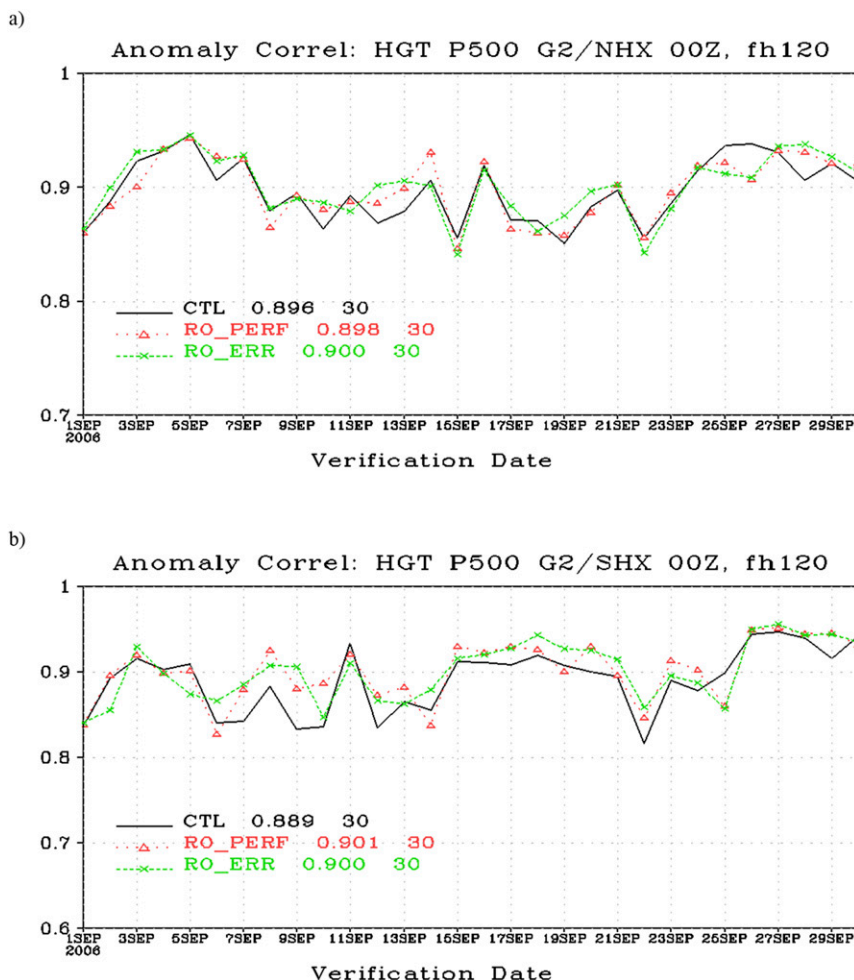 a)
Anomaly Correl: HGT P500 G2/NHX 00Z, fh120
1
0.9
0.8
0.7
CTL 0.896 30
RO_PERF 0.898 30
RO_ERR 0.900 30
1SEP 3SEP 5SEP 7SEP 9SEP 11SEP 13SEP 15SEP 17SEP 19SEP 21SEP 23SEP 25SEP 27SEP 29SEP
2006
Verification Date
b)
Anomaly Correl: HGT P500 G2/SHX 00Z, fh120
1
0.9
0.8
0.7
0.6
CTL 0.889 30
RO_PERF 0.901 30
RO_ERR 0.900 30
1SEP 3SEP 5SEP 7SEP 9SEP 11SEP 13SEP 15SEP 17SEP 19SEP 21SEP 23SEP 25SEP 27SEP 29SEP
2006
Verification Date